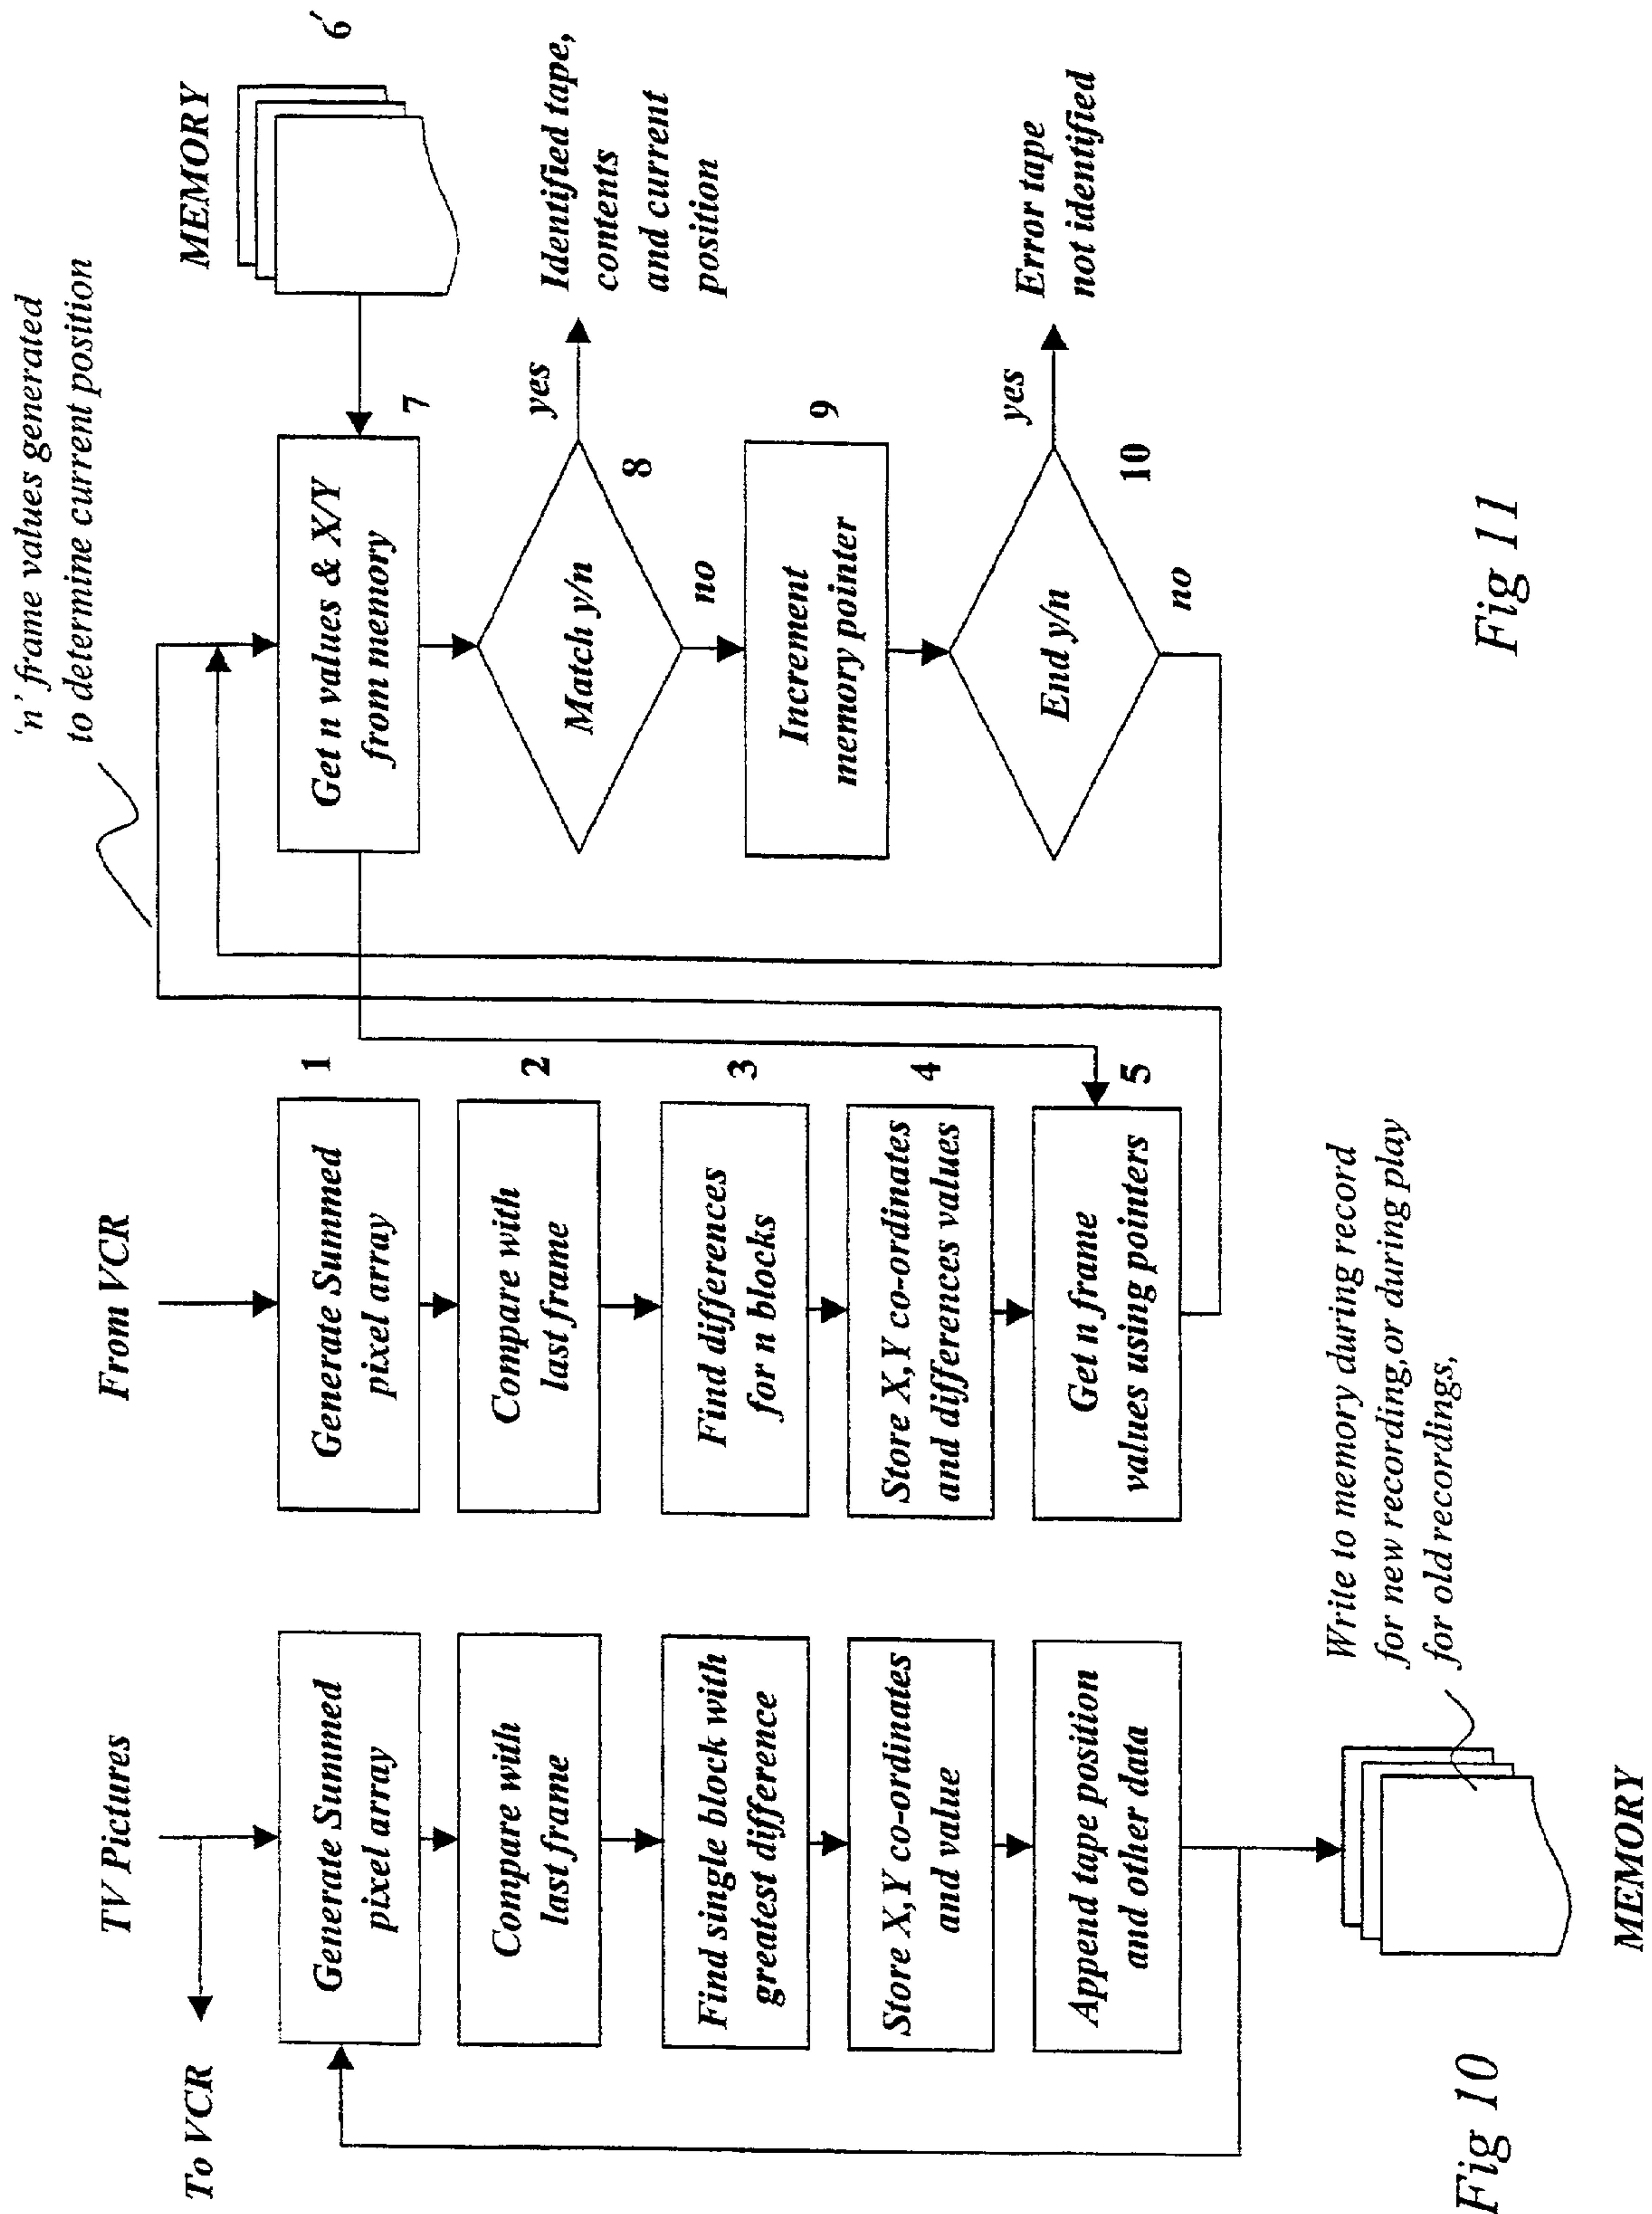 To VCR
TV Pictures
Generate Summed
pixel array
Compare with
last frame
Find single block with
greatest difference
Store X,Y co-ordinates
and value
Append tape position
and other data
Write to memory during record
for new recording,or during play
for old recordings,
MEMORY
Fig 10
From VCR
Generate Summed
pixel array
1
Compare with
last frame
2
Find differences
for n blocks
3
Store X,Y co-ordinates
and differences values
4
Get n frame
values using pointers
5
'n' frame values generated
to determine current position
MEMORY
6'
Get n values & X/Y
from memory
7
Match y/n
8
yes
Identified tape,
contents
and current
position
no
Increment
memory pointer
9
End y/n
10
yes
Error tape
not identified
no
Fig 11